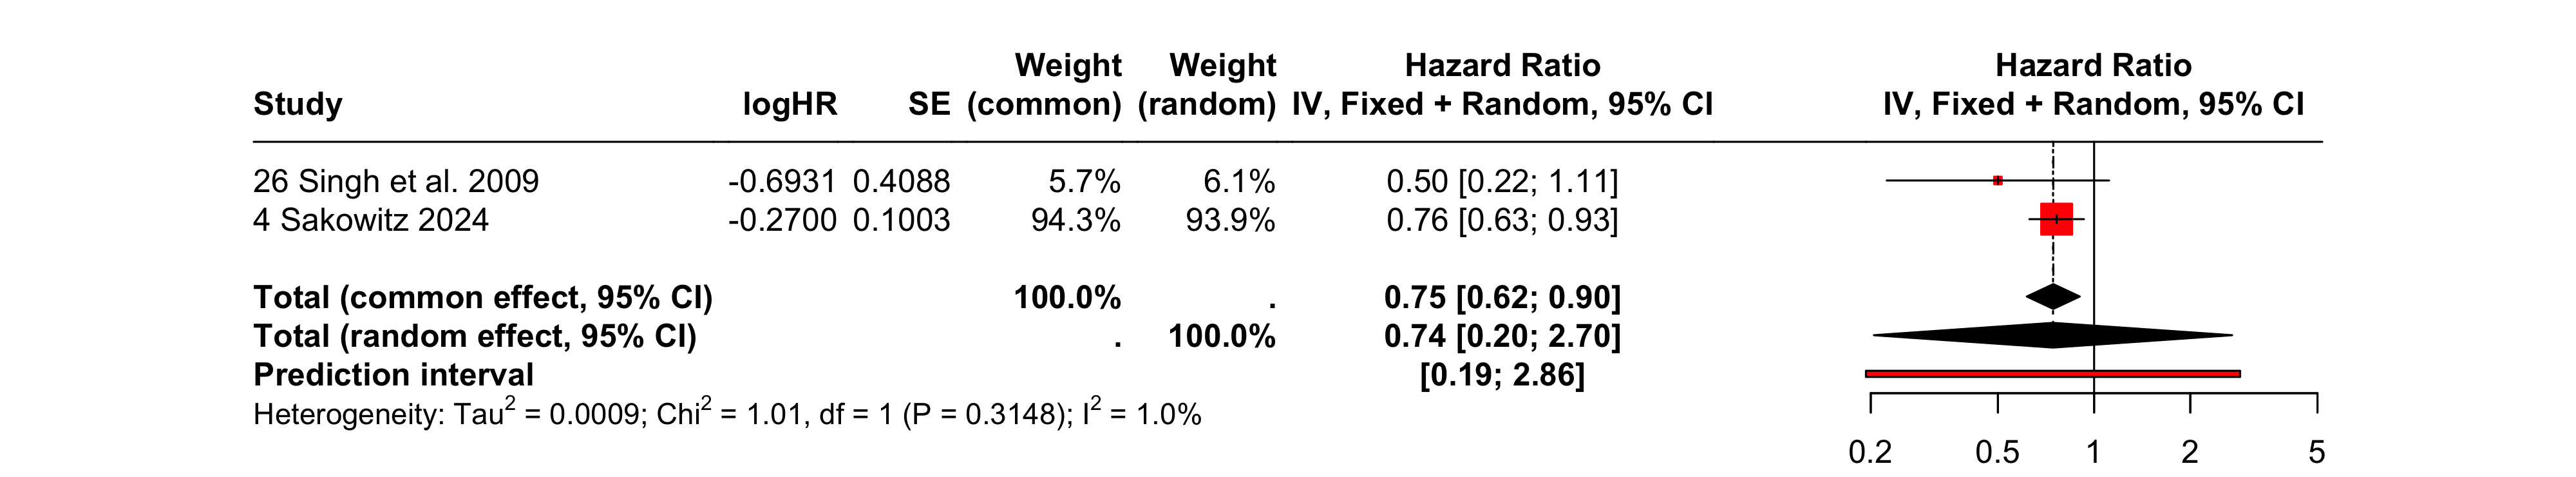 Weight Weight Hazard Ratio Hazard Ratio
Study logHR SE (common) (random) IV, Fixed + Random, 95% CI IV, Fixed + Random, 95% CI
26 Singh et al. 2009 -0.6931 0.4088 5.7% 6.1% 0.50 [0.22; 1.11]
4 Sakowitz 2024 -0.2700 0.1003 94.3% 93.9% 0.76 [0.63; 0.93]
Total (common effect, 95% CI) 100.0% . 0.75 [0.62; 0.90]
Total (random effect, 95% CI) . 100.0% 0.74 [0.20; 2.70]
Prediction interval [0.19; 2.86]
Heterogeneity: Tau² = 0.0009; Chi² = 1.01, df = 1 (P = 0.3148); I² = 1.0%
0.2 0.5 1 2 5